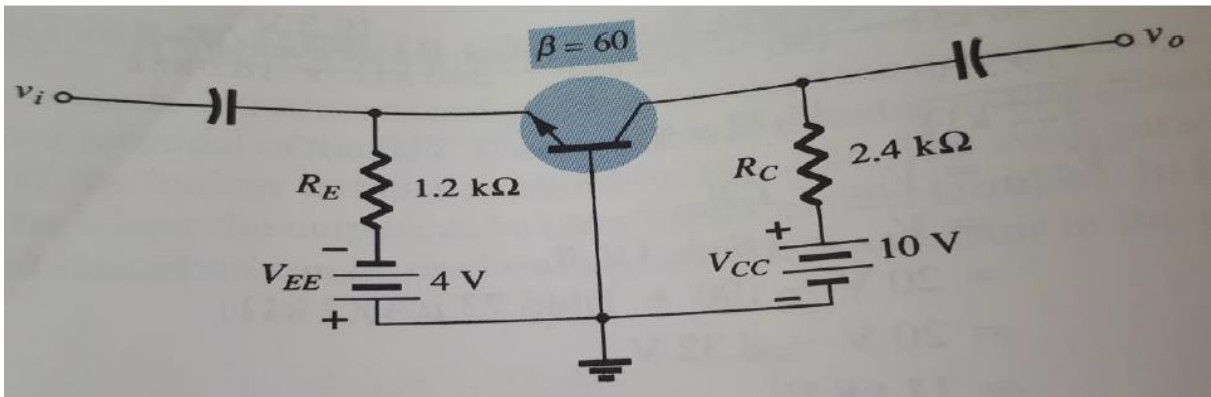 β = 60
vi
vo
RE
1.2 kΩ
RC
2.4 kΩ
−
VEE
4 V
+
+
VCC
10 V
−